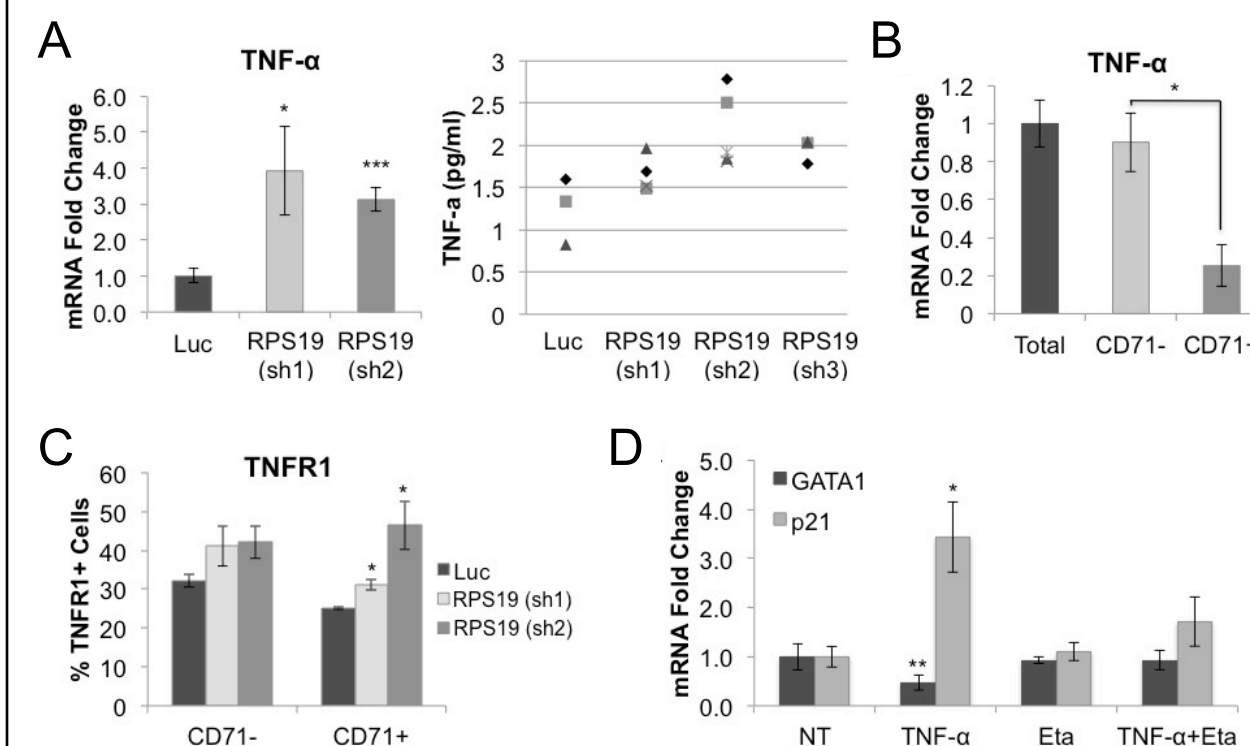 A
TNF-α
mRNA Fold Change
6.0
5.0
4.0
3.0
2.0
1.0
0.0
*
***
Luc
RPS19
(sh1)
RPS19
(sh2)
TNF-a (pg/ml)
3
2.5
2
1.5
1
0.5
0
Luc
RPS19
(sh1)
RPS19
(sh2)
RPS19
(sh3)
B
TNF-α
mRNA Fold Change
1.2
1
0.8
0.6
0.4
0.2
0
*
Total
CD71-
CD71+
C
TNFR1
% TNFR1+ Cells
60
50
40
30
20
10
0
*
*
CD71-
CD71+
Luc
RPS19 (sh1)
RPS19 (sh2)
D
mRNA Fold Change
5.0
4.0
3.0
2.0
1.0
0.0
GATA1
p21
**
*
NT
TNF-α
Eta
TNF-α+Eta